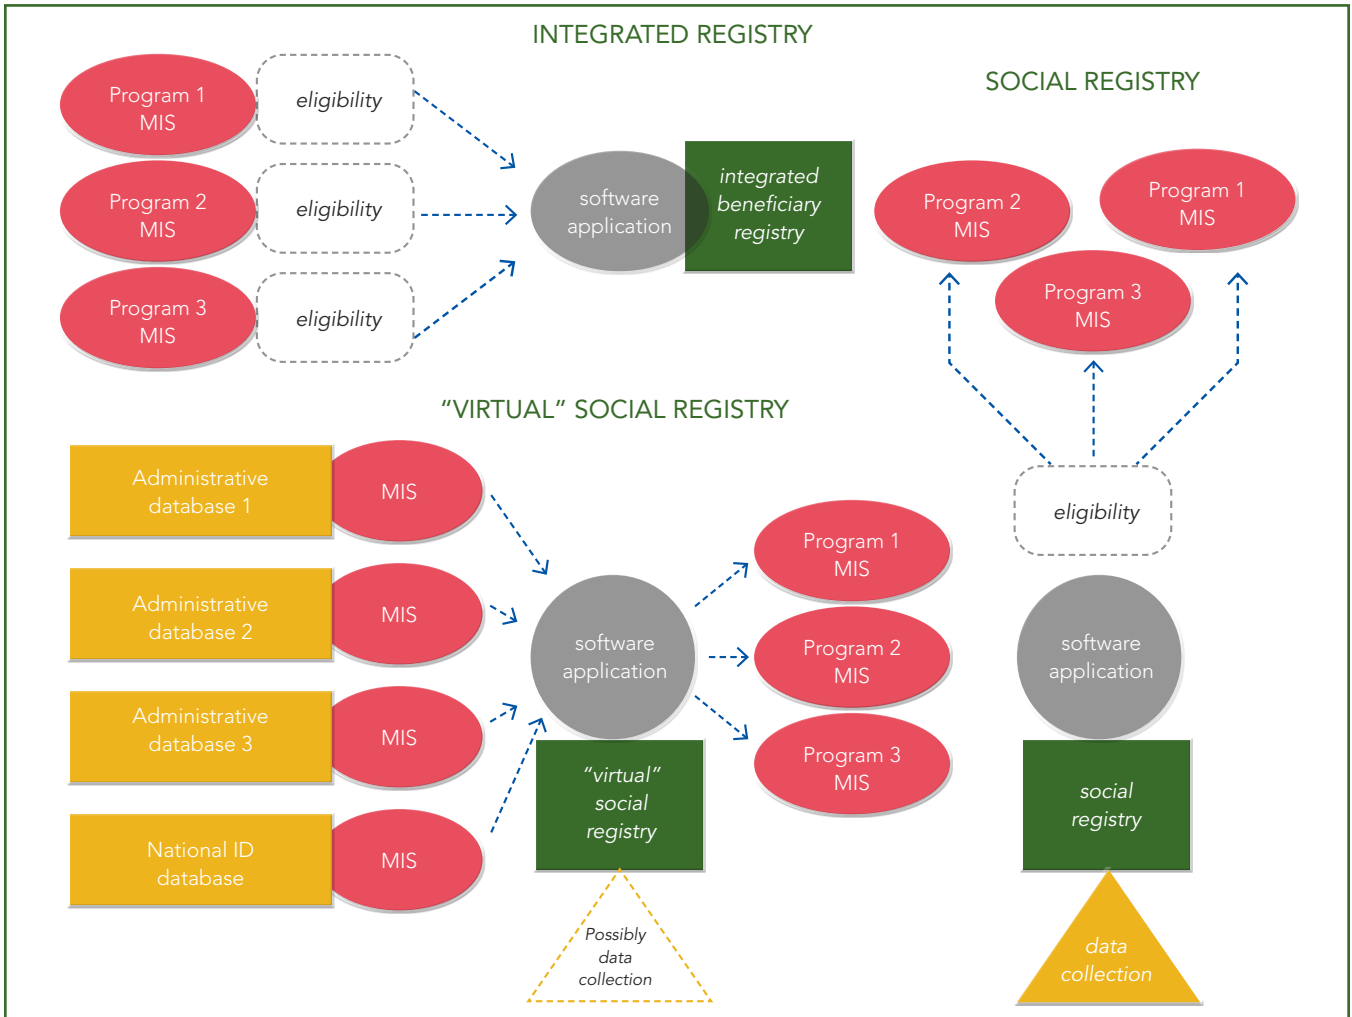 INTEGRATED REGISTRY
Program 1
MIS
eligibility
Program 2
MIS
eligibility
Program 3
MIS
eligibility
software
application
integrated
beneficiary
registry
SOCIAL REGISTRY
Program 2
MIS
Program 1
MIS
Program 3
MIS
eligibility
software
application
social
registry
data
collection
“VIRTUAL” SOCIAL REGISTRY
Administrative
database 1
MIS
Administrative
database 2
MIS
Administrative
database 3
MIS
National ID
database
MIS
software
application
“virtual”
social
registry
Possibly
data
collection
Program 1
MIS
Program 2
MIS
Program 3
MIS